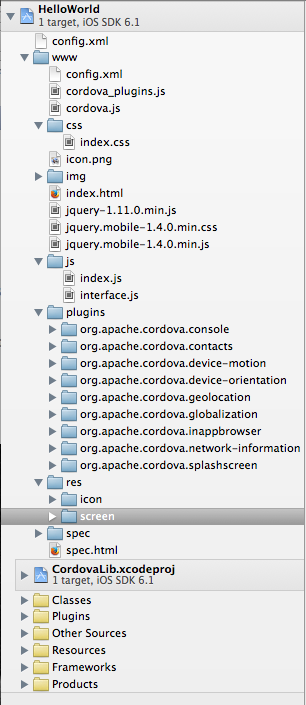 HelloWorld
1 target, iOS SDK 6.1
config.xml
www
config.xml
cordova_plugins.js
cordova.js
css
index.css
icon.png
img
index.html
jquery-1.11.0.min.js
jquery.mobile-1.4.0.min.css
jquery.mobile-1.4.0.min.js
js
index.js
interface.js
plugins
org.apache.cordova.console
org.apache.cordova.contacts
org.apache.cordova.device-motion
org.apache.cordova.device-orientation
org.apache.cordova.geolocation
org.apache.cordova.globalization
org.apache.cordova.inappbrowser
org.apache.cordova.network-information
org.apache.cordova.splashscreen
res
icon
screen
spec
spec.html
CordovaLib.xcodeproj
1 target, iOS SDK 6.1
Classes
Plugins
Other Sources
Resources
Frameworks
Products